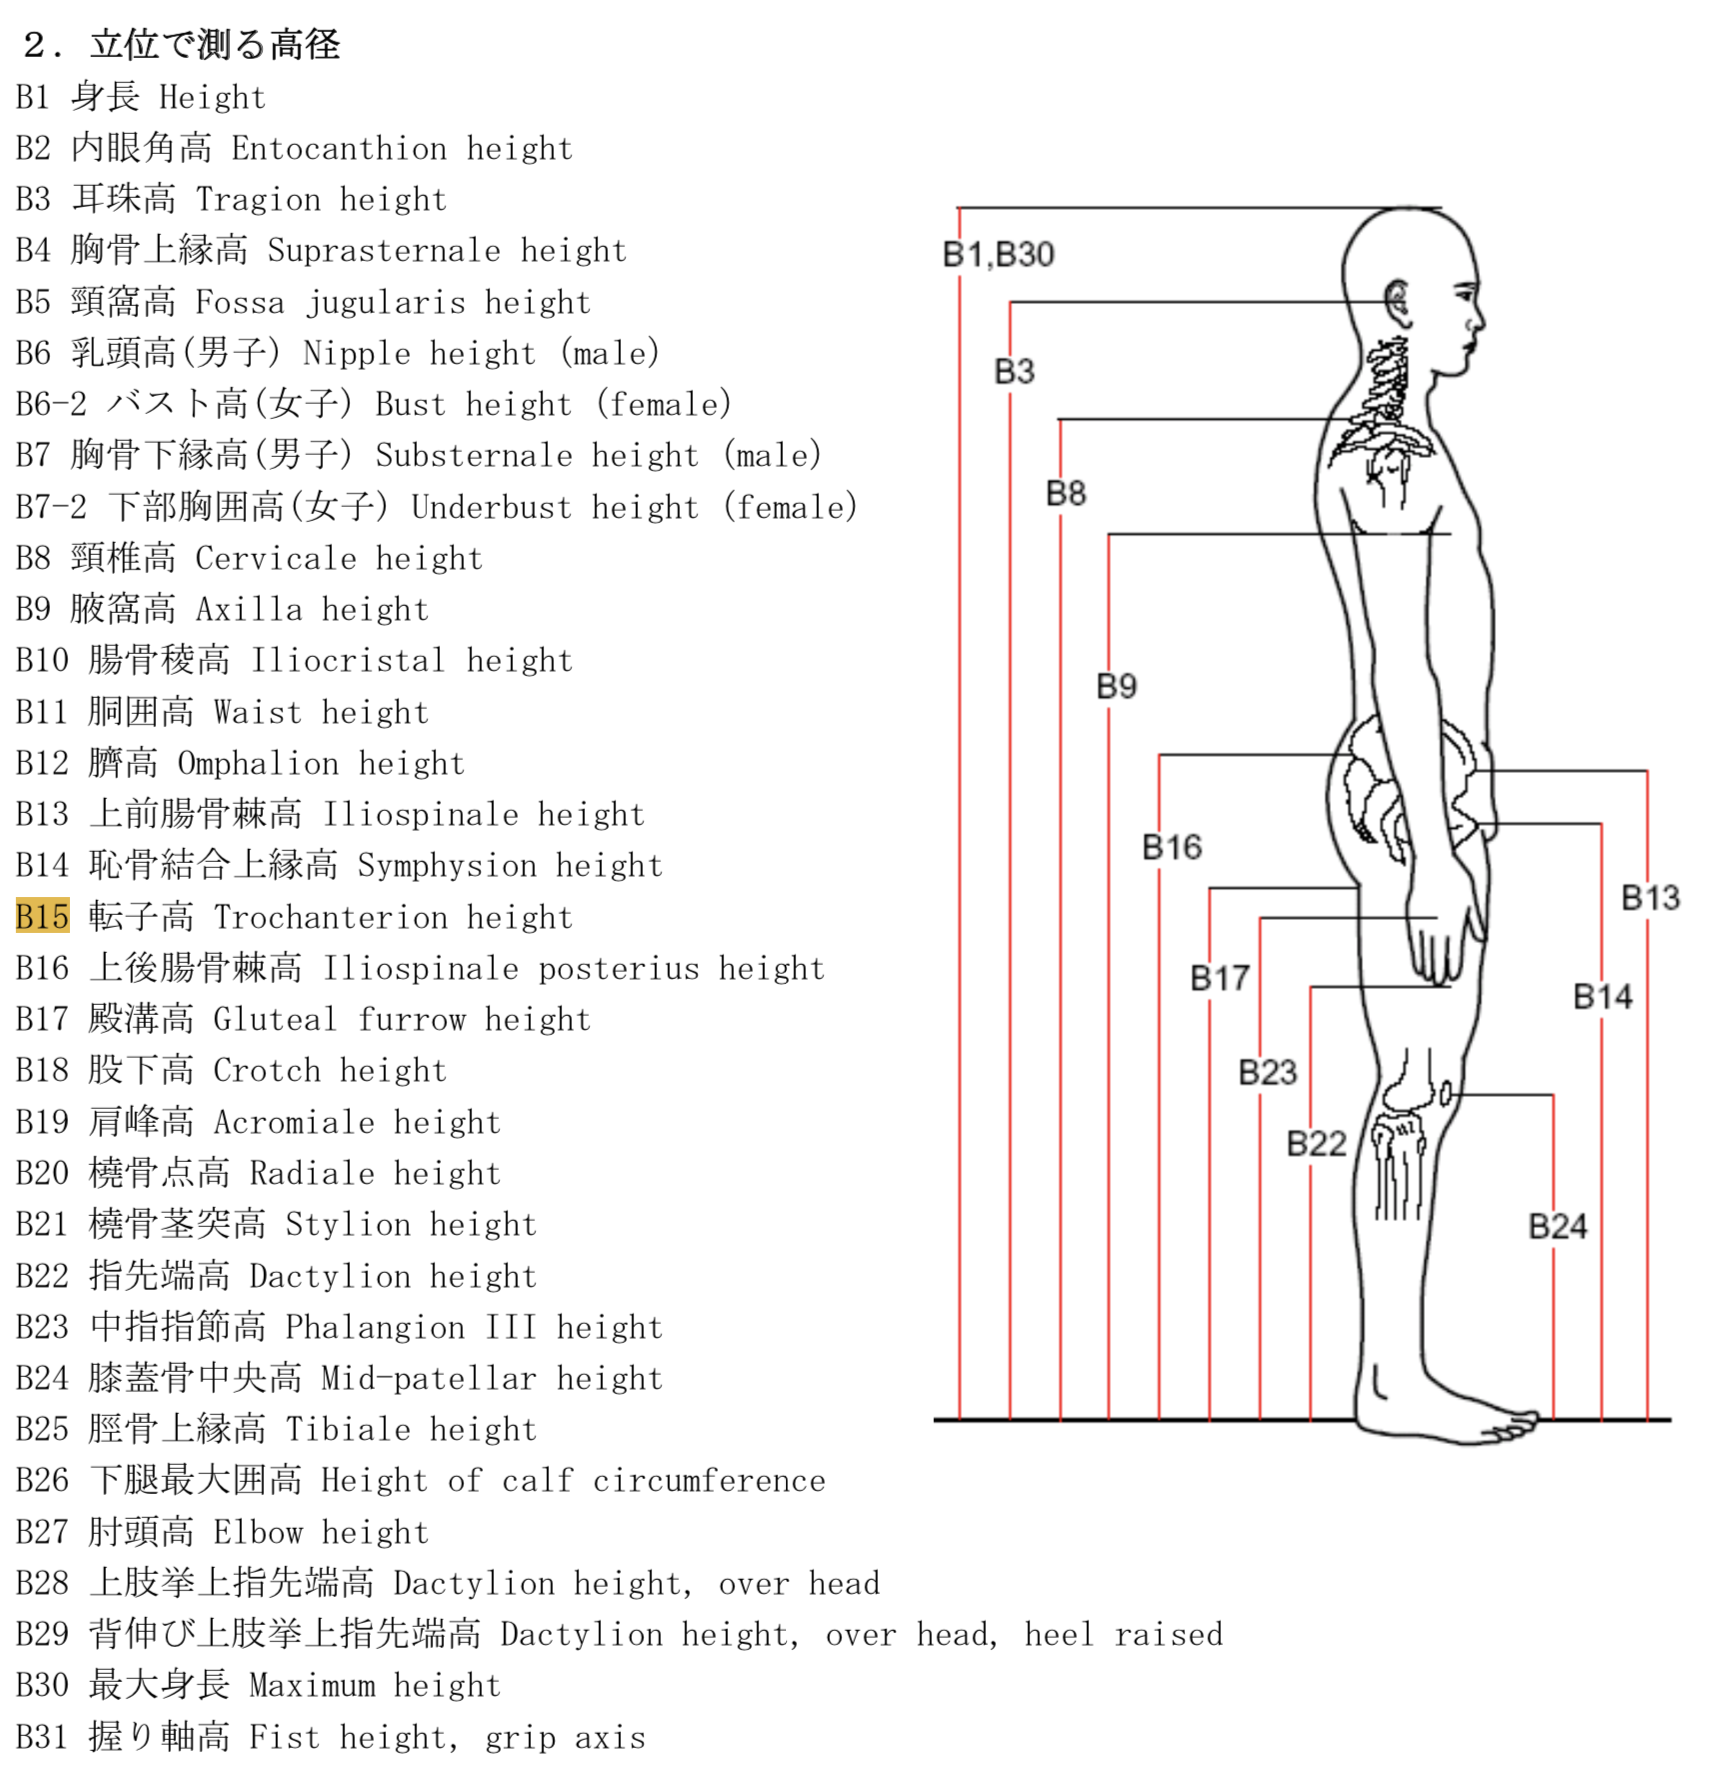 ２．立位で測る高径
B1 身長 Height
B2 内眼角高 Entocanthion height
B3 耳珠高 Tragion height
B4 胸骨上縁高 Suprasternale height
B5 頸窩高 Fossa jugularis height
B6 乳頭高(男子) Nipple height (male)
B6-2 バスト高(女子) Bust height (female)
B7 胸骨下縁高(男子) Substernale height (male)
B7-2 下部胸囲高(女子) Underbust height (female)
B8 頸椎高 Cervicale height
B9 腋窩高 Axilla height
B10 腸骨稜高 Iliocristal height
B11 胴囲高 Waist height
B12 臍高 Omphalion height
B13 上前腸骨棘高 Iliospinale height
B14 恥骨結合上縁高 Symphysion height
B15 転子高 Trochanterion height
B16 上後腸骨棘高 Iliospinale posterius height
B17 殿溝高 Gluteal furrow height
B18 股下高 Crotch height
B19 肩峰高 Acromiale height
B20 橈骨点高 Radiale height
B21 橈骨茎突高 Stylion height
B22 指先端高 Dactylion height
B23 中指指節高 Phalangion III height
B24 膝蓋骨中央高 Mid-patellar height
B25 脛骨上縁高 Tibiale height
B26 下腿最大囲高 Height of calf circumference
B27 肘頭高 Elbow height
B28 上肢挙上指先端高 Dactylion height, over head
B29 背伸び上肢挙上指先端高 Dactylion height, over head, heel raised
B30 最大身長 Maximum height
B31 握り軸高 Fist height, grip axis
B1,B30
B3
B8
B9
B16
B13
B17
B14
B23
B22
B24